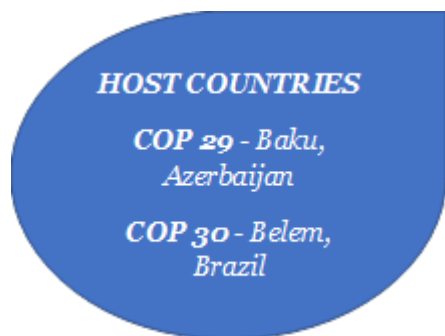 HOST COUNTRIES
COP 29 - Baku,
Azerbaijan
COP 30 - Belem,
Brazil